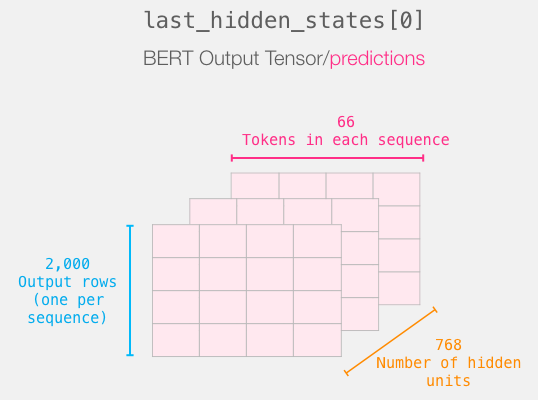 last_hidden_states[0]
BERT Output Tensor/predictions
66
Tokens in each sequence
2,000
Output rows
(one per
sequence)
768
Number of hidden
units